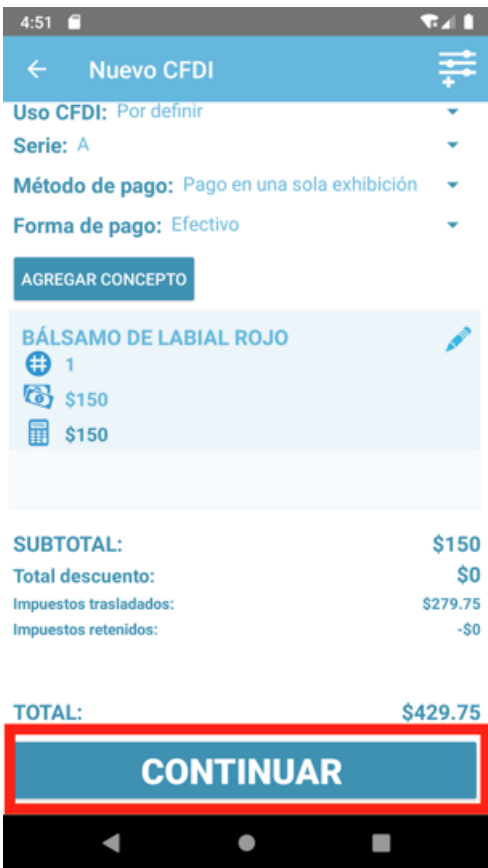 4:51
Nuevo CFDI
Uso CFDI: Por definir
Serie: A
Método de pago: Pago en una sola exhibición
Forma de pago: Efectivo
AGREGAR CONCEPTO
BÁLSAMO DE LABIAL ROJO
# 1
$150
$150
SUBTOTAL: $150
Total descuento: $0
Impuestos trasladados: $279.75
Impuestos retenidos: -$0
TOTAL: $429.75
CONTINUAR